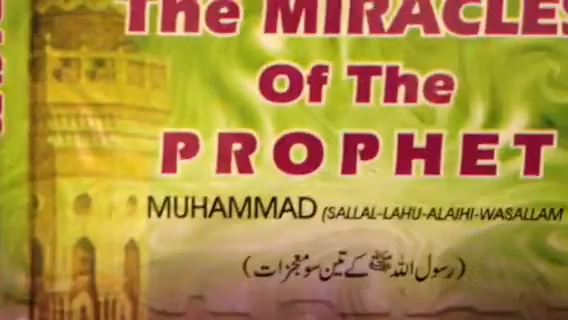 The MIRACLES
Of The
PROPHET
MUHAMMAD (SALLAL-LAHU-ALAIHI-WASALLAM
(رسول اللہ ﷺ کے تین سو معجزات)